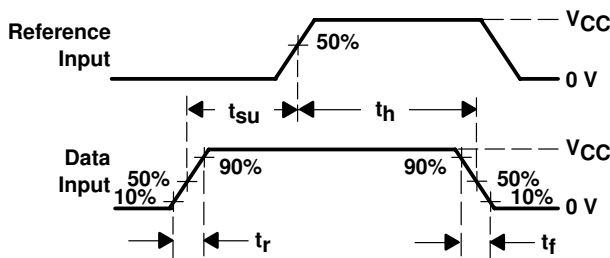 Reference
Input
50%
VCC
0 V
tsu
th
Data
Input
50%
10%
90%
90%
50%
10%
VCC
0 V
tr
tf